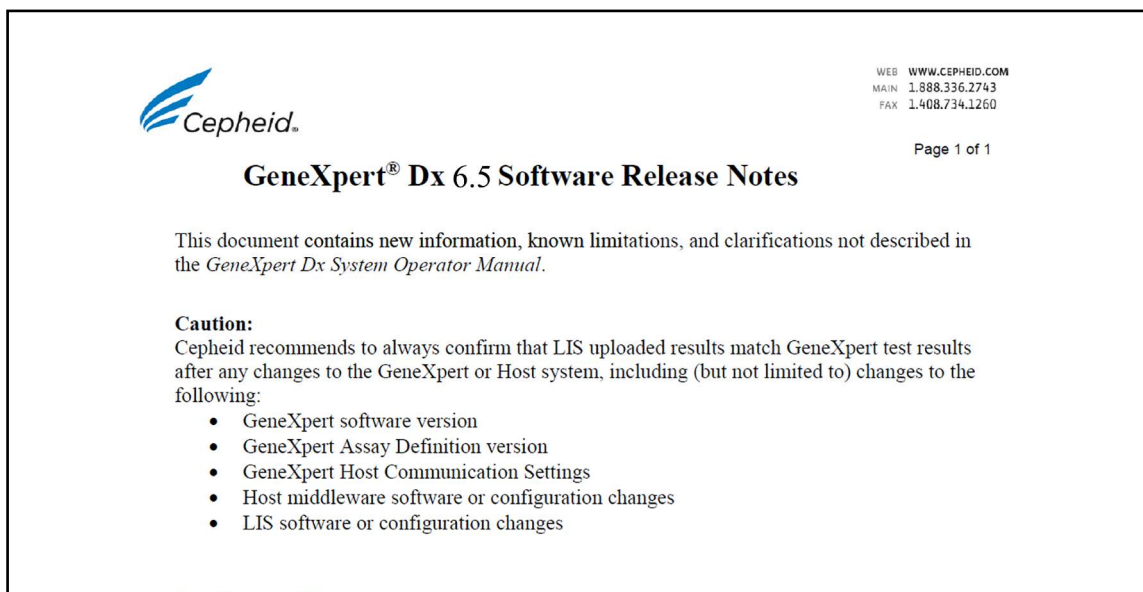 Cepheid®
WEB WWW.CEPHEID.COM
MAIN 1.888.336.2743
FAX 1.408.734.1260
Page 1 of 1
GeneXpert® Dx 6.5 Software Release Notes
This document contains new information, known limitations, and clarifications not described in
the GeneXpert Dx System Operator Manual.
Caution:
Cepheid recommends to always confirm that LIS uploaded results match GeneXpert test results
after any changes to the GeneXpert or Host system, including (but not limited to) changes to the
following:
• GeneXpert software version
• GeneXpert Assay Definition version
• GeneXpert Host Communication Settings
• Host middleware software or configuration changes
• LIS software or configuration changes